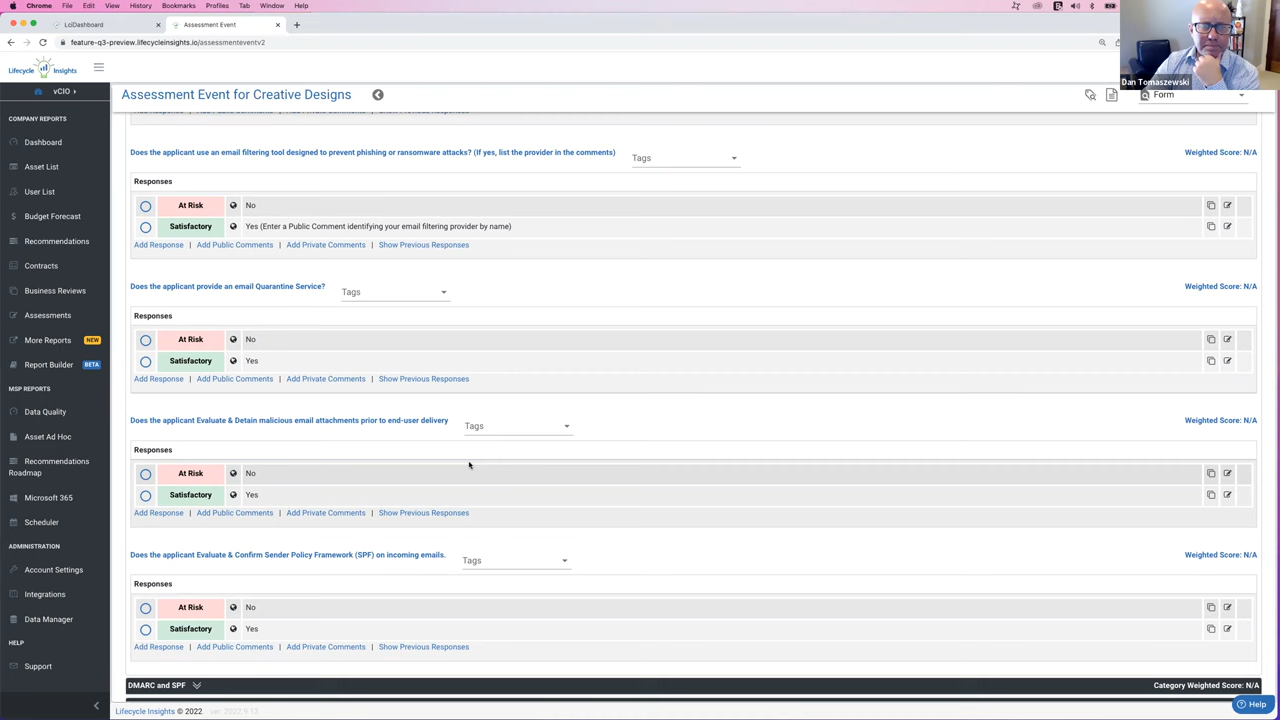 Chrome File Edit View History Bookmarks Profiles Tab Window Help
LciDashboard
Assessment Event
feature-q3-preview.lifecycleinsights.io/assessmenteventv2
Dan Tomaszewski
Lifecycle Insights
vCIO
Assessment Event for Creative Designs
Form
COMPANY REPORTS
Dashboard
Asset List
User List
Budget Forecast
Recommendations
Contracts
Business Reviews
Assessments
More Reports NEW
Report Builder BETA
MSP REPORTS
Data Quality
Asset Ad Hoc
Recommendations
Roadmap
Microsoft 365
Scheduler
ADMINISTRATION
Account Settings
Integrations
Data Manager
HELP
Support
Does the applicant use an email filtering tool designed to prevent phishing or ransomware attacks? (If yes, list the provider in the comments) Tags Weighted Score: N/A
Responses
At Risk No
Satisfactory Yes (Enter a Public Comment identifying your email filtering provider by name)
Add Response | Add Public Comments | Add Private Comments | Show Previous Responses
Does the applicant provide an email Quarantine Service? Tags Weighted Score: N/A
Responses
At Risk No
Satisfactory Yes
Add Response | Add Public Comments | Add Private Comments | Show Previous Responses
Does the applicant Evaluate & Detain malicious email attachments prior to end-user delivery Tags Weighted Score: N/A
Responses
At Risk No
Satisfactory Yes
Add Response | Add Public Comments | Add Private Comments | Show Previous Responses
Does the applicant Evaluate & Confirm Sender Policy Framework (SPF) on incoming emails. Tags Weighted Score: N/A
Responses
At Risk No
Satisfactory Yes
Add Response | Add Public Comments | Add Private Comments | Show Previous Responses
DMARC and SPF Category Weighted Score: N/A
Lifecycle Insights © 2022 ver. 2022.9.13
Help